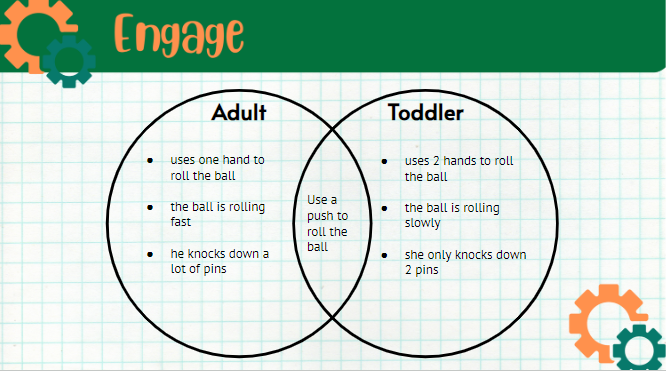 Engage
Adult
Toddler
• uses one hand to
roll the ball
• the ball is rolling
fast
• he knocks down a
lot of pins
Use a
push to
roll the
ball
• uses 2 hands to roll
the ball
• the ball is rolling
slowly
• she only knocks down
2 pins